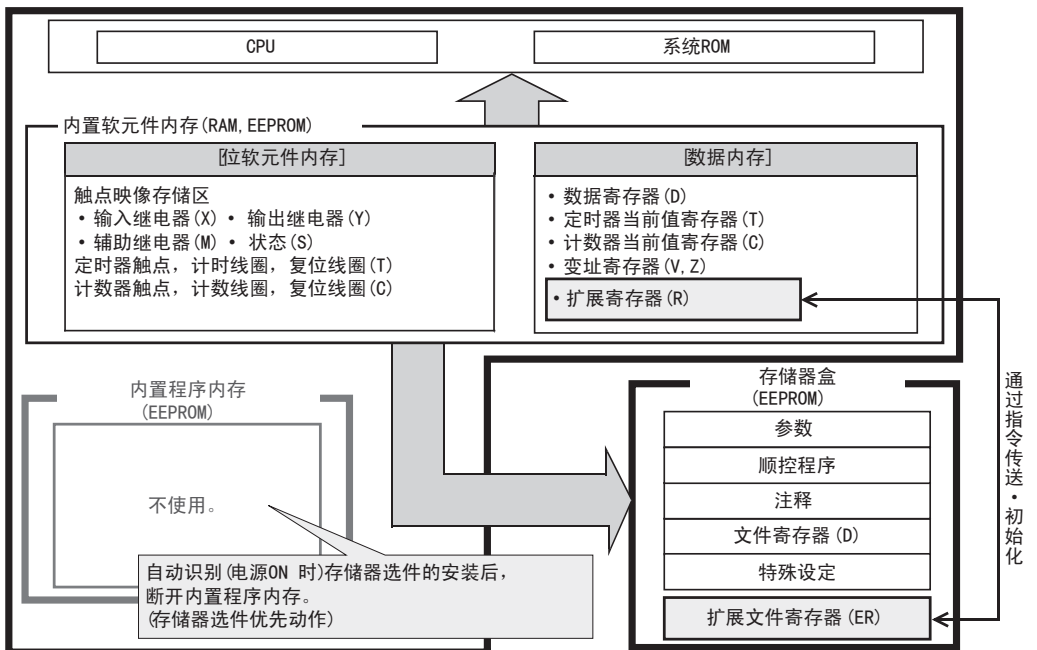 CPU
系统ROM
内置软元件内存(RAM,EEPROM)
[位软元件内存]
触点映像存储区
• 输入继电器(X) • 输出继电器(Y)
• 辅助继电器(M) • 状态(S)
定时器触点，计时线圈，复位线圈(T)
计数器触点，计数线圈，复位线圈(C)
[数据内存]
• 数据寄存器(D)
• 定时器当前值寄存器(T)
• 计数器当前值寄存器(C)
• 变址寄存器(V,Z)
• 扩展寄存器(R)
内置程序内存
(EEPROM)
不使用。
自动识别(电源ON 时)存储器选件的安装后，
断开内置程序内存。
(存储器选件优先动作)
存储器盒
(EEPROM)
参数
顺控程序
注释
文件寄存器(D)
特殊设定
扩展文件寄存器(ER)
通过指令传送・初始化